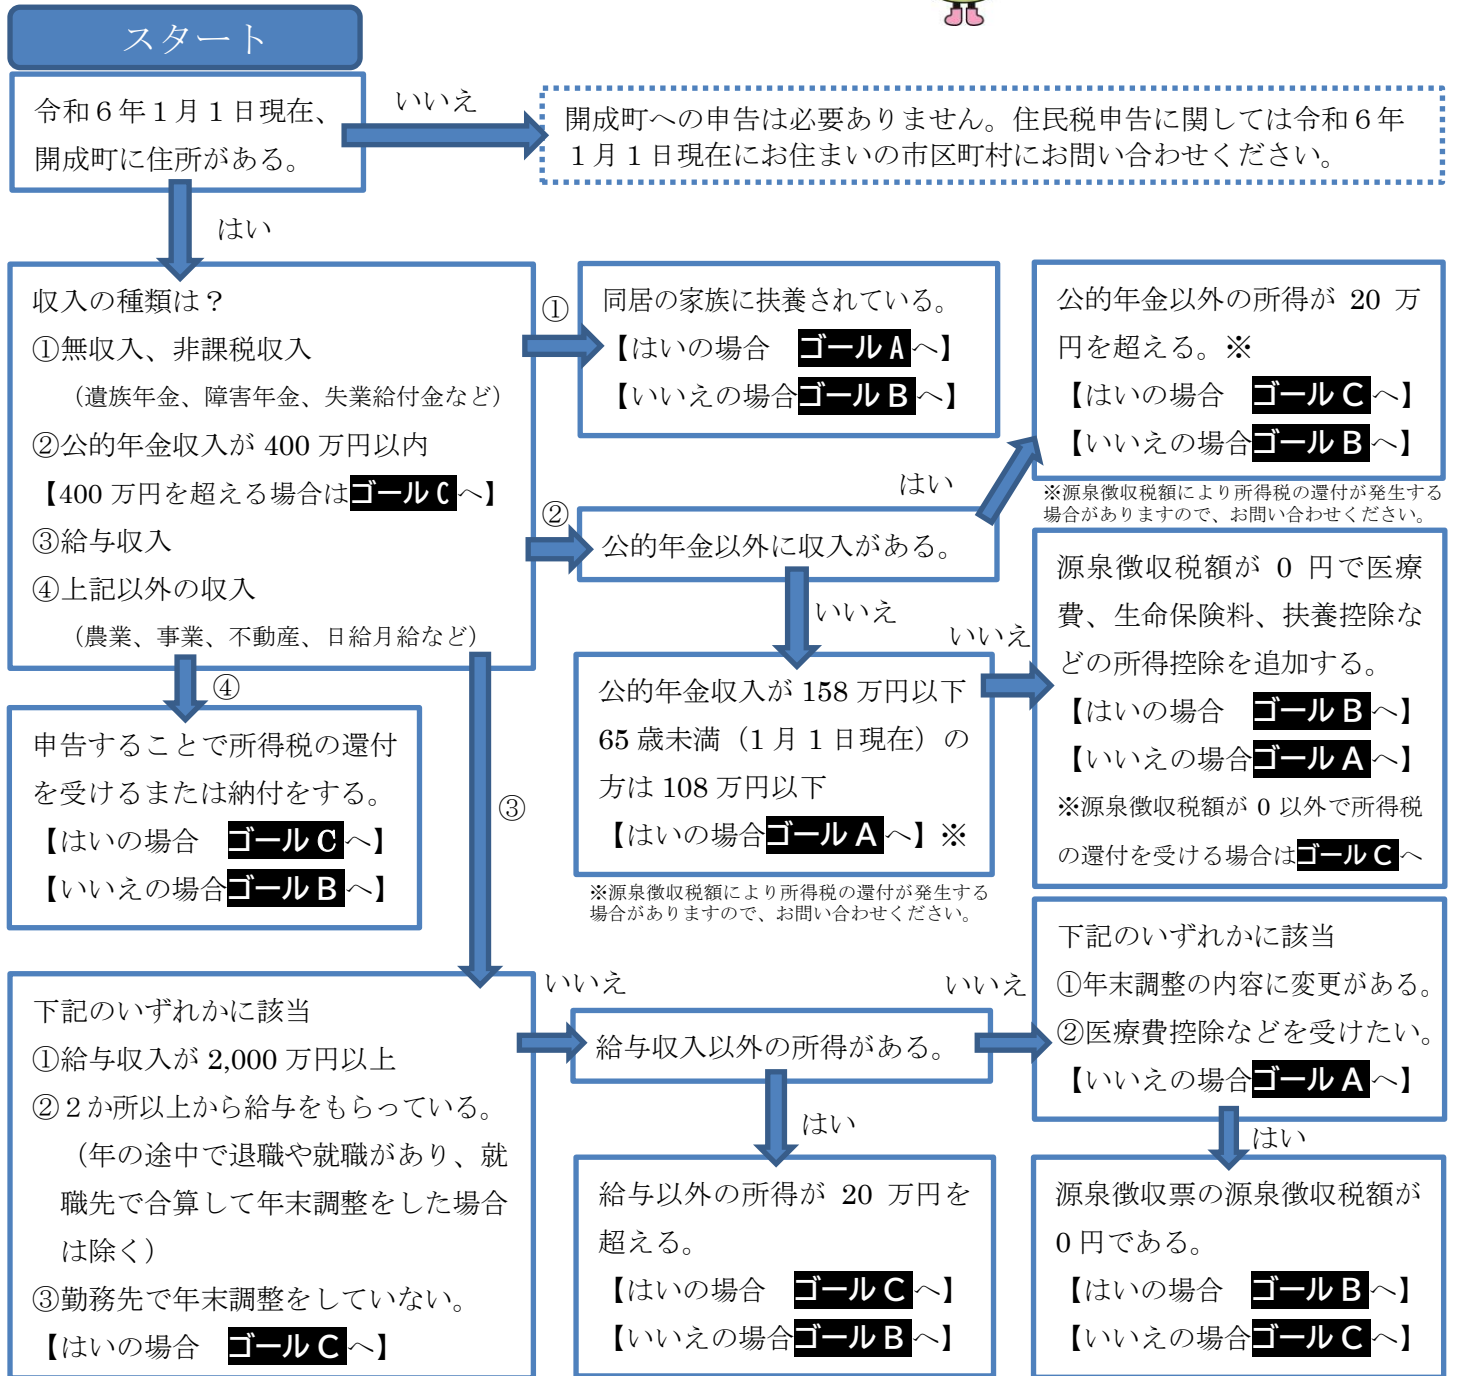 スタート
令和６年１月１日現在、
開成町に住所がある。
いいえ
開成町への申告は必要ありません。住民税申告に関しては令和６年
１月１日現在にお住まいの市区町村にお問い合わせください。
はい
収入の種類は？
①無収入、非課税収入
（遺族年金、障害年金、失業給付金など）
②公的年金収入が 400 万円以内
【400 万円を超える場合はゴール C へ】
③給与収入
④上記以外の収入
（農業、事業、不動産、日給月給など）
①
同居の家族に扶養されている。
【はいの場合　ゴール A へ】
【いいえの場合ゴール B へ】
②
公的年金以外に収入がある。
はい
公的年金以外の所得が 20 万
円を超える。※
【はいの場合　ゴール C へ】
【いいえの場合ゴール B へ】
※源泉徴収税額により所得税の還付が発生する
場合がありますので、お問い合わせください。
いいえ
公的年金収入が 158 万円以下
65 歳未満（1 月 1 日現在）の
方は 108 万円以下
【はいの場合ゴール A へ】※
※源泉徴収税額により所得税の還付が発生する
場合がありますので、お問い合わせください。
いいえ
源泉徴収税額が 0 円で医療
費、生命保険料、扶養控除な
どの所得控除を追加する。
【はいの場合　ゴール B へ】
【いいえの場合ゴール A へ】
※源泉徴収税額が 0 以外で所得税
の還付を受ける場合はゴール C へ
④
申告することで所得税の還付
を受けるまたは納付をする。
【はいの場合　ゴール C へ】
【いいえの場合ゴール B へ】
③
下記のいずれかに該当
①給与収入が 2,000 万円以上
②２か所以上から給与をもらっている。
（年の途中で退職や就職があり、就
職先で合算して年末調整をした場合
は除く）
③勤務先で年末調整をしていない。
【はいの場合　ゴール C へ】
いいえ
給与収入以外の所得がある。
いいえ
下記のいずれかに該当
①年末調整の内容に変更がある。
②医療費控除などを受けたい。
【いいえの場合ゴール A へ】
はい
給与以外の所得が 20 万円を
超える。
【はいの場合　ゴール C へ】
【いいえの場合ゴール B へ】
はい
源泉徴収票の源泉徴収税額が
0 円である。
【はいの場合　ゴール B へ】
【いいえの場合ゴール C へ】